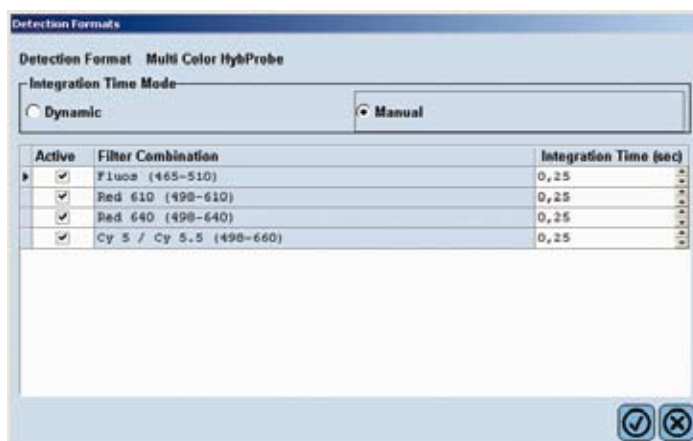 Detection Formats
Detection Format Multi Color HybProbe
Integration Time Mode
Dynamic Manual
Active Filter Combination Integration Time (sec)
Fluos (465-510) 0,25
Red 610 (498-610) 0,25
Red 640 (498-640) 0,25
Cy 5 / Cy 5.5 (498-660) 0,25